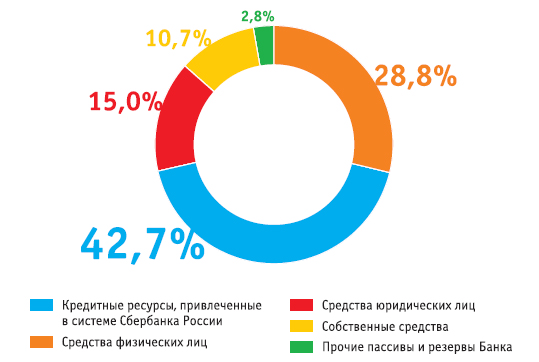 2,8%
10,7%
28,8%
15,0%
42,7%
Кредитные ресурсы, привлеченные
в системе Сбербанка России
Средства физических лиц
Средства юридических лиц
Собственные средства
Прочие пассивы и резервы Банка